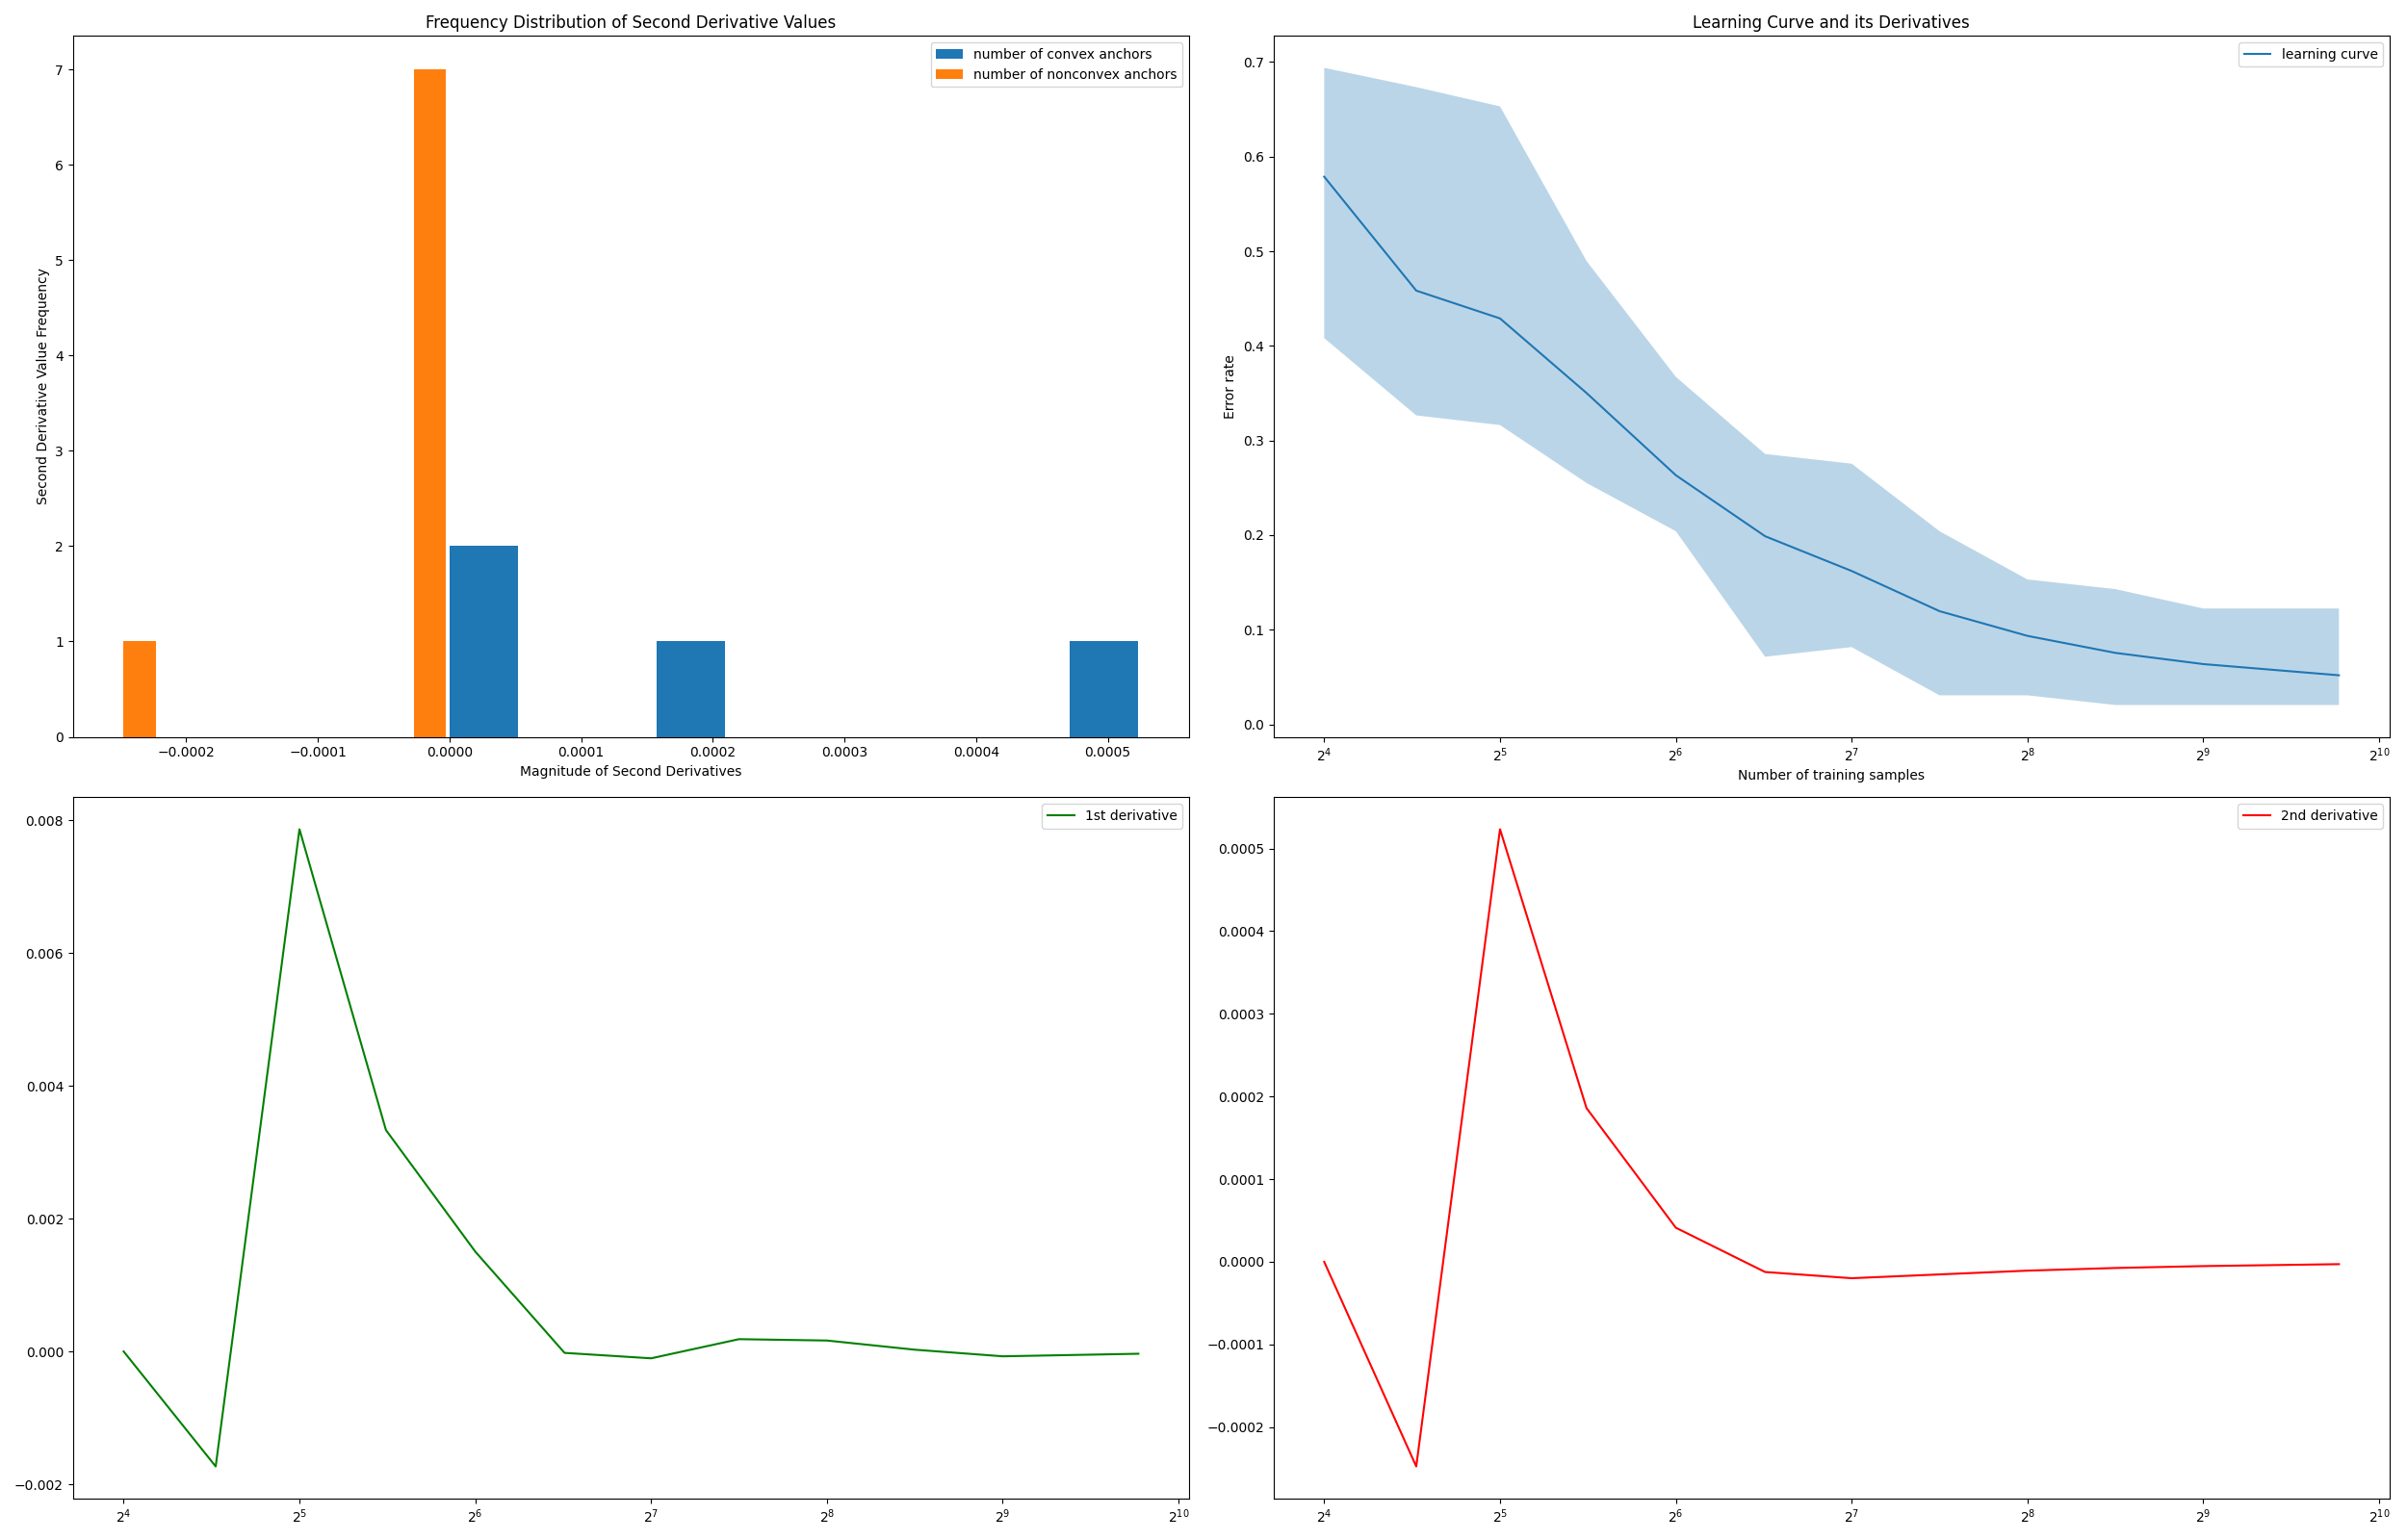 Frequency Distribution of Second Derivative Values
number of convex anchors
number of nonconvex anchors
Second Derivative Value Frequency
7
6
5
4
3
2
1
0
−0.0002 −0.0001 0.0000 0.0001 0.0002 0.0003 0.0004 0.0005
Magnitude of Second Derivatives
Learning Curve and its Derivatives
learning curve
Error rate
0.7
0.6
0.5
0.4
0.3
0.2
0.1
0.0
2⁴ 2⁵ 2⁶ 2⁷ 2⁸ 2⁹ 2¹⁰
Number of training samples
1st derivative
0.008
0.006
0.004
0.002
0.000
−0.002
2⁴ 2⁵ 2⁶ 2⁷ 2⁸ 2⁹ 2¹⁰
2nd derivative
0.0005
0.0004
0.0003
0.0002
0.0001
0.0000
−0.0001
−0.0002
2⁴ 2⁵ 2⁶ 2⁷ 2⁸ 2⁹ 2¹⁰